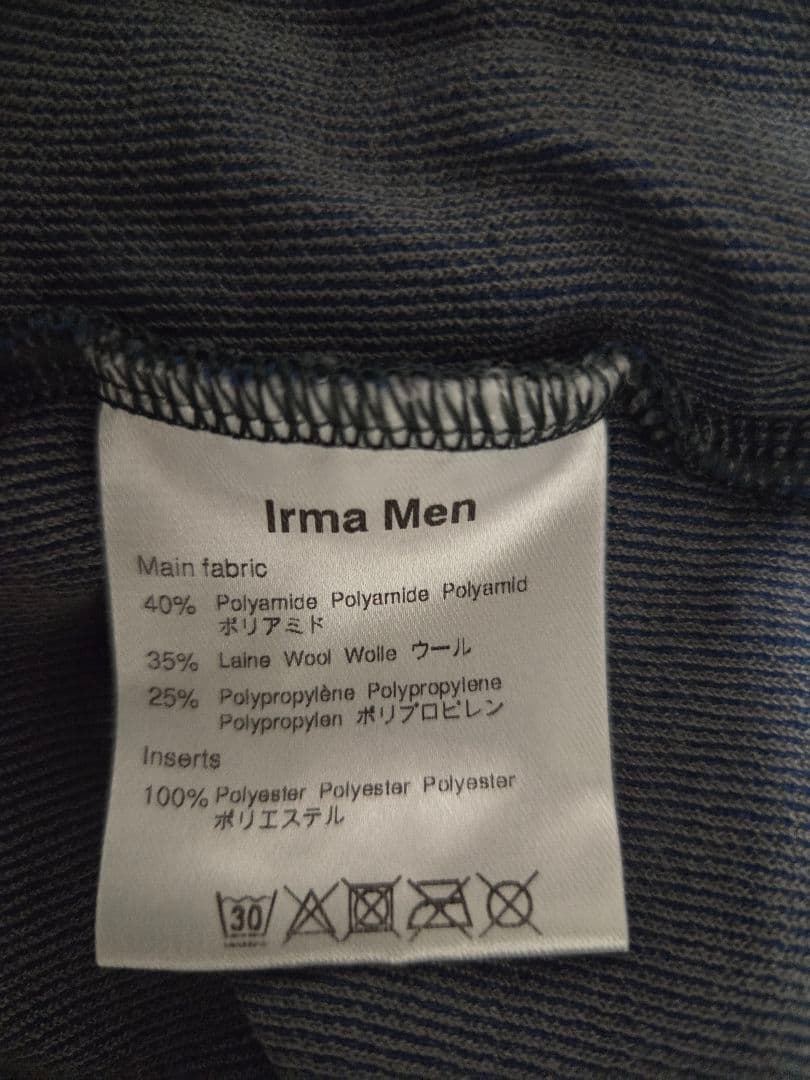 Irma Men
Main fabric
40% Polyamide Polyamide Polyamid
ポリアミド
35% Laine Wool Wolle ウール
25% Polypropylène Polypropylene
Polypropylen ポリプロピレン
Inserts
100% Polyester Polyester Polyester
ポリエステル
30